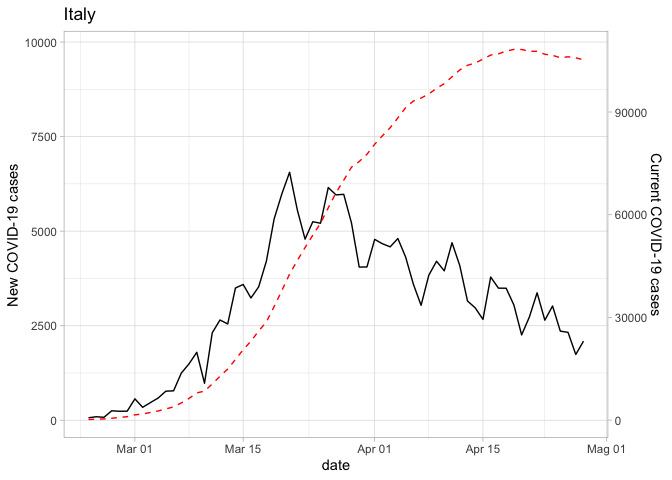 Italy
10000
7500
5000
2500
0
New COVID-19 cases
90000
60000
30000
0
Current COVID-19 cases
Mar 01
Mar 15
Apr 01
Apr 15
Mag 01
date